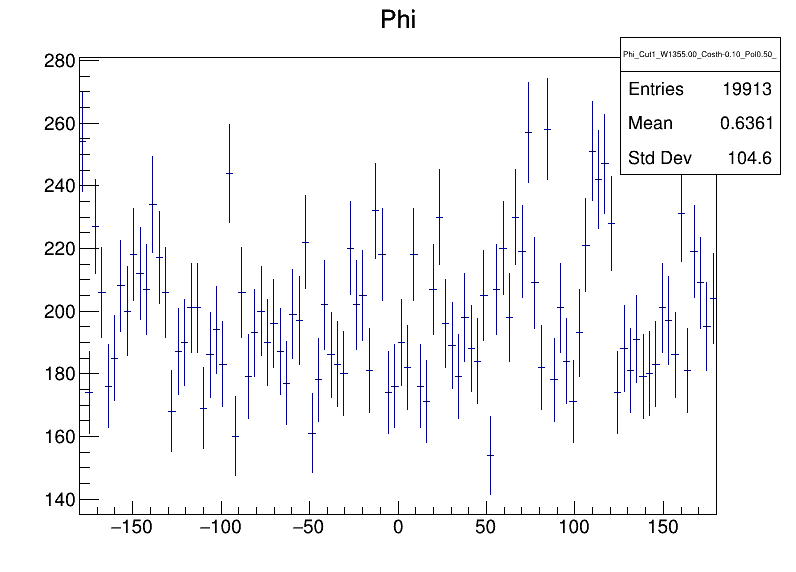 Phi
Phi_Cut1_W1355.00_Costh-0.10_Pol0.50_
Entries 19913
Mean 0.6361
Std Dev 104.6
280
260
240
220
200
180
160
140
−150 −100 −50 0 50 100 150